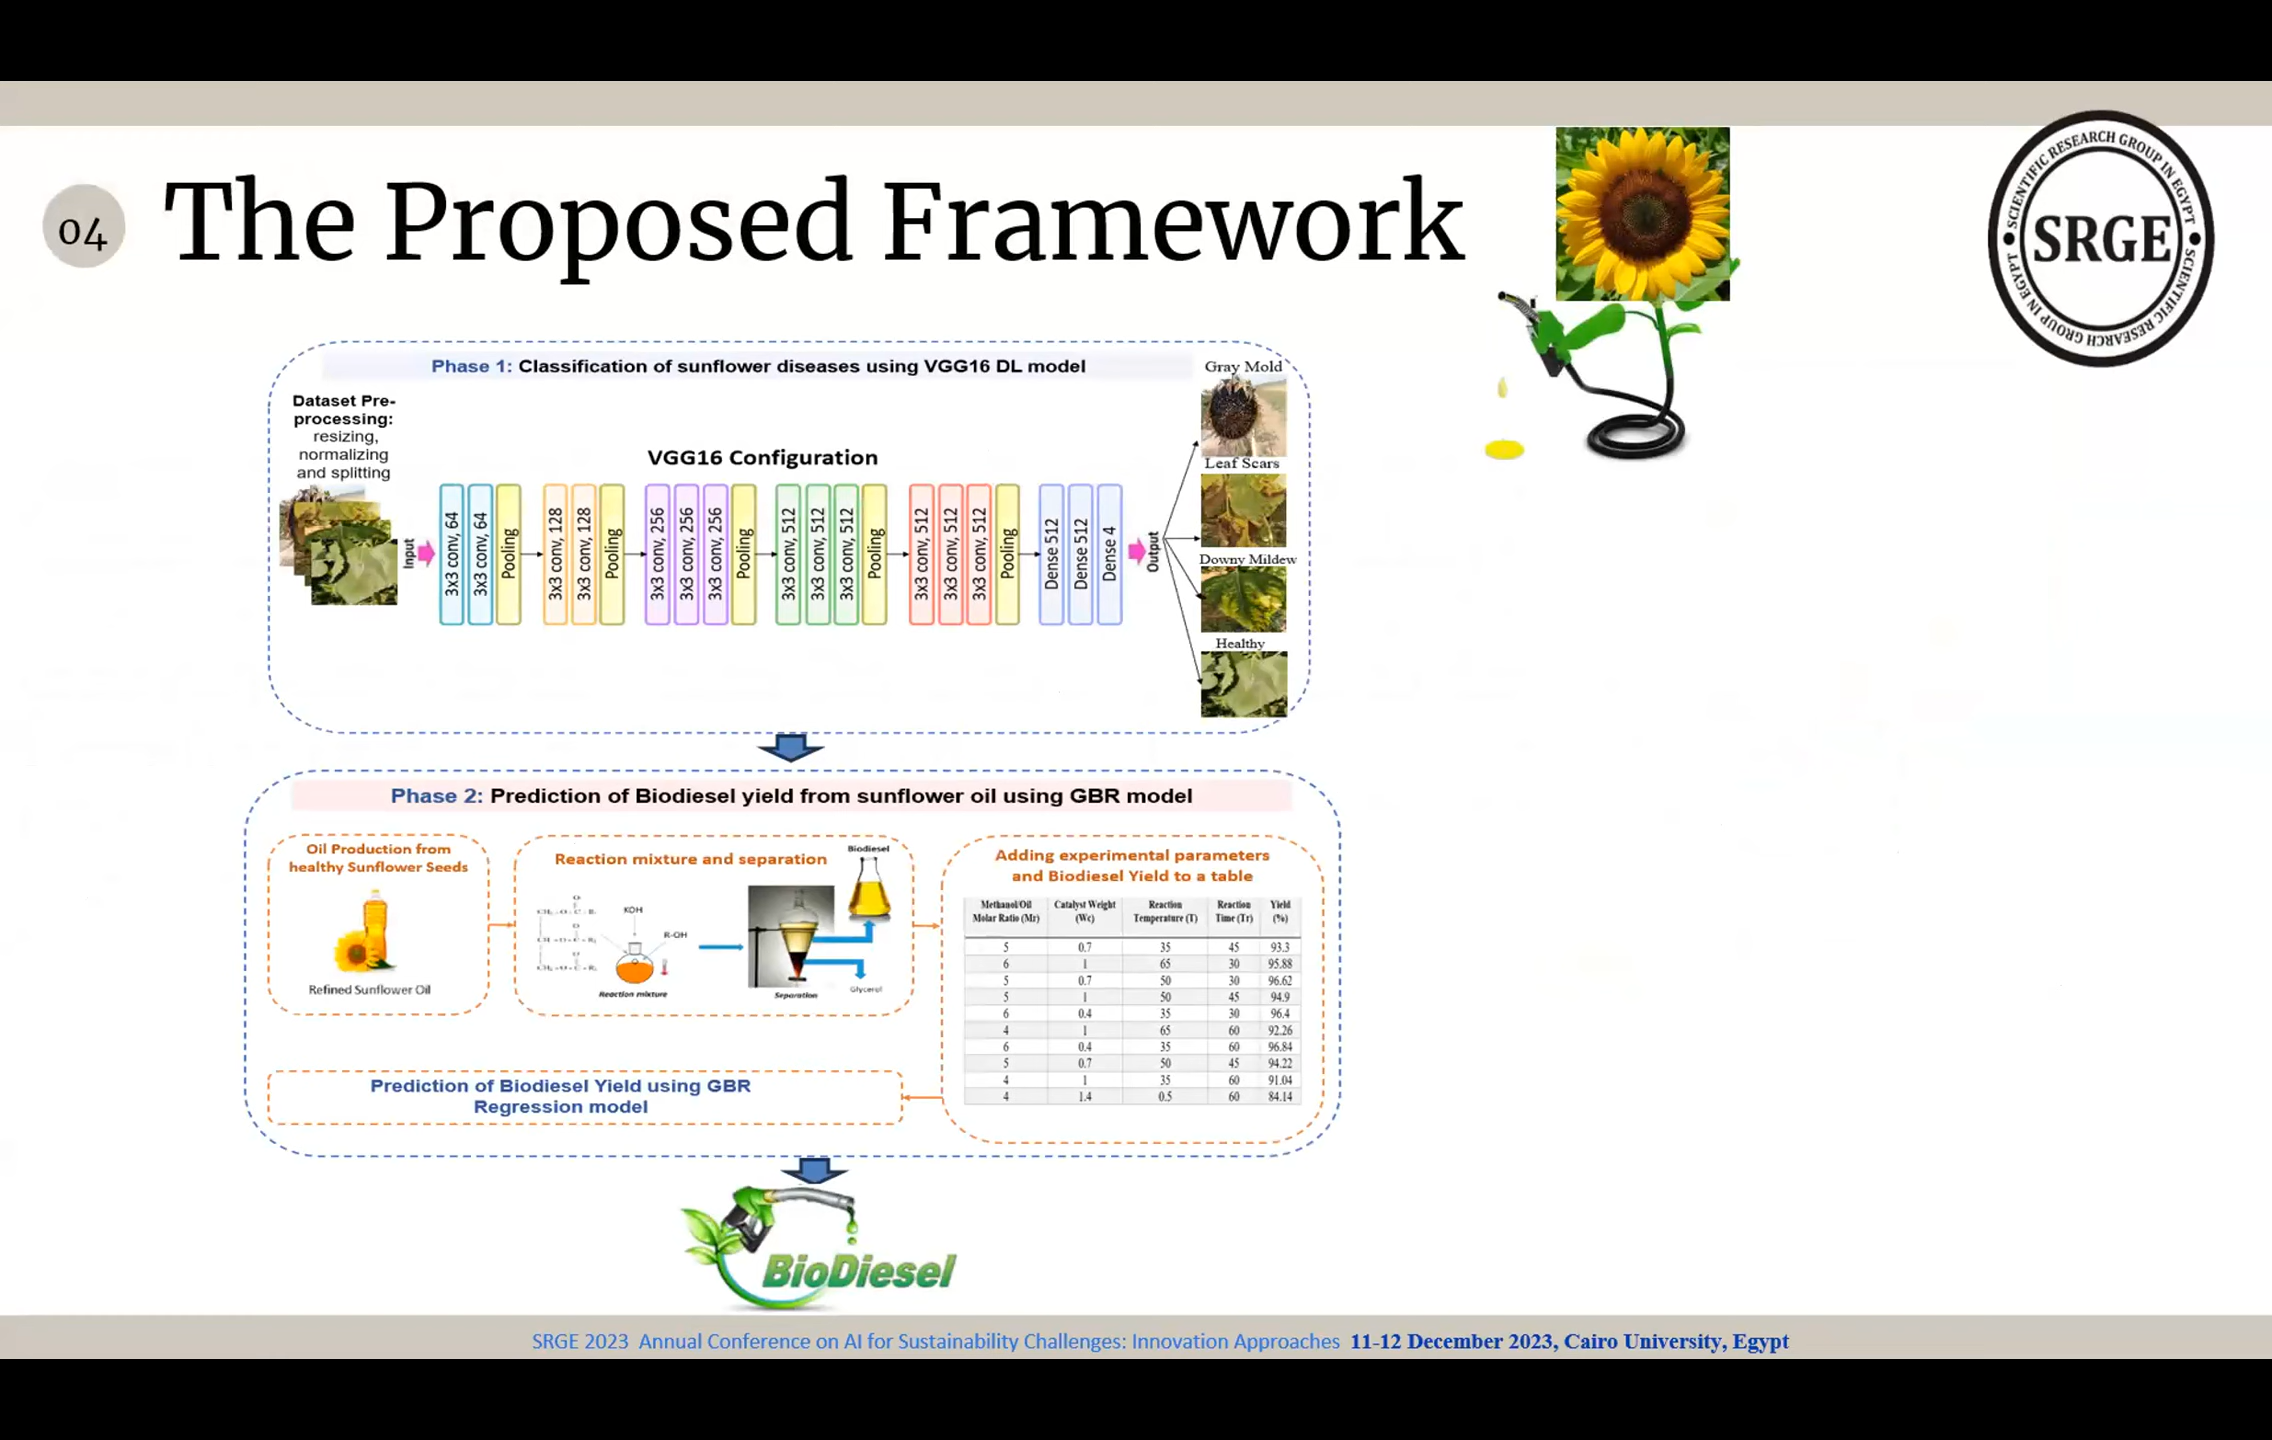 04
The Proposed Framework
SCIENTIFIC RESEARCH GROUP IN EGYPT
SRGE
SCIENTIFIC RESEARCH GROUP IN EGYPT
Phase 1: Classification of sunflower diseases using VGG16 DL model
Dataset Pre-
processing:
resizing,
normalizing
and splitting
VGG16 Configuration
Input
3x3 conv, 64
3x3 conv, 64
Pooling
3x3 conv, 128
3x3 conv, 128
Pooling
3x3 conv, 256
3x3 conv, 256
3x3 conv, 256
Pooling
3x3 conv, 512
3x3 conv, 512
3x3 conv, 512
Pooling
3x3 conv, 512
3x3 conv, 512
3x3 conv, 512
Pooling
Dense 512
Dense 512
Dense 4
Output
Gray Mold
Leaf Scars
Downy Mildew
Healthy
Phase 2: Prediction of Biodiesel yield from sunflower oil using GBR model
Oil Production from
healthy Sunflower Seeds
Refined Sunflower Oil
Reaction mixture and separation
KOH
R-OH
Reaction mixture
Separation
Biodiesel
Glycerol
Adding experimental parameters
and Biodiesel Yield to a table
Methanol/Oil Molar Ratio (Mr) Catalyst Weight (Wc) Reaction Temperature (T) Reaction Time (Tr) Yield (%)
5 0.7 35 45 93.3
6 1 65 30 95.88
5 0.7 50 30 96.62
5 1 50 45 94.9
6 0.4 35 30 96.4
4 1 65 60 92.26
6 0.4 35 60 96.84
5 0.7 50 45 94.22
4 1 35 60 91.04
4 1.4 0.5 60 84.14
Prediction of Biodiesel Yield using GBR
Regression model
BioDiesel
SRGE 2023 Annual Conference on AI for Sustainability Challenges: Innovation Approaches 11-12 December 2023, Cairo University, Egypt